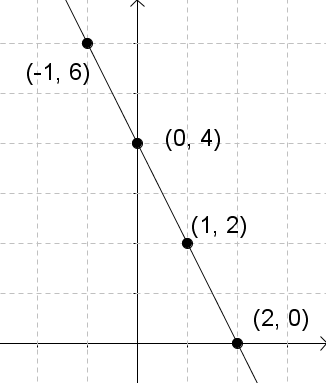 (-1, 6)
(0, 4)
(1, 2)
(2, 0)